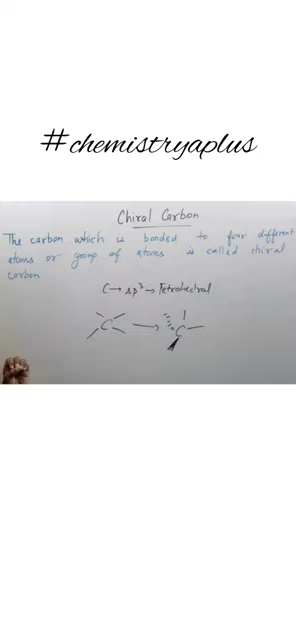 #chemistryaplus
Chiral Carbon
The carbon which is bonded to four different
atoms or group of atoms is called chiral
carbon
C → sp³ → Tetrahedral
C → C